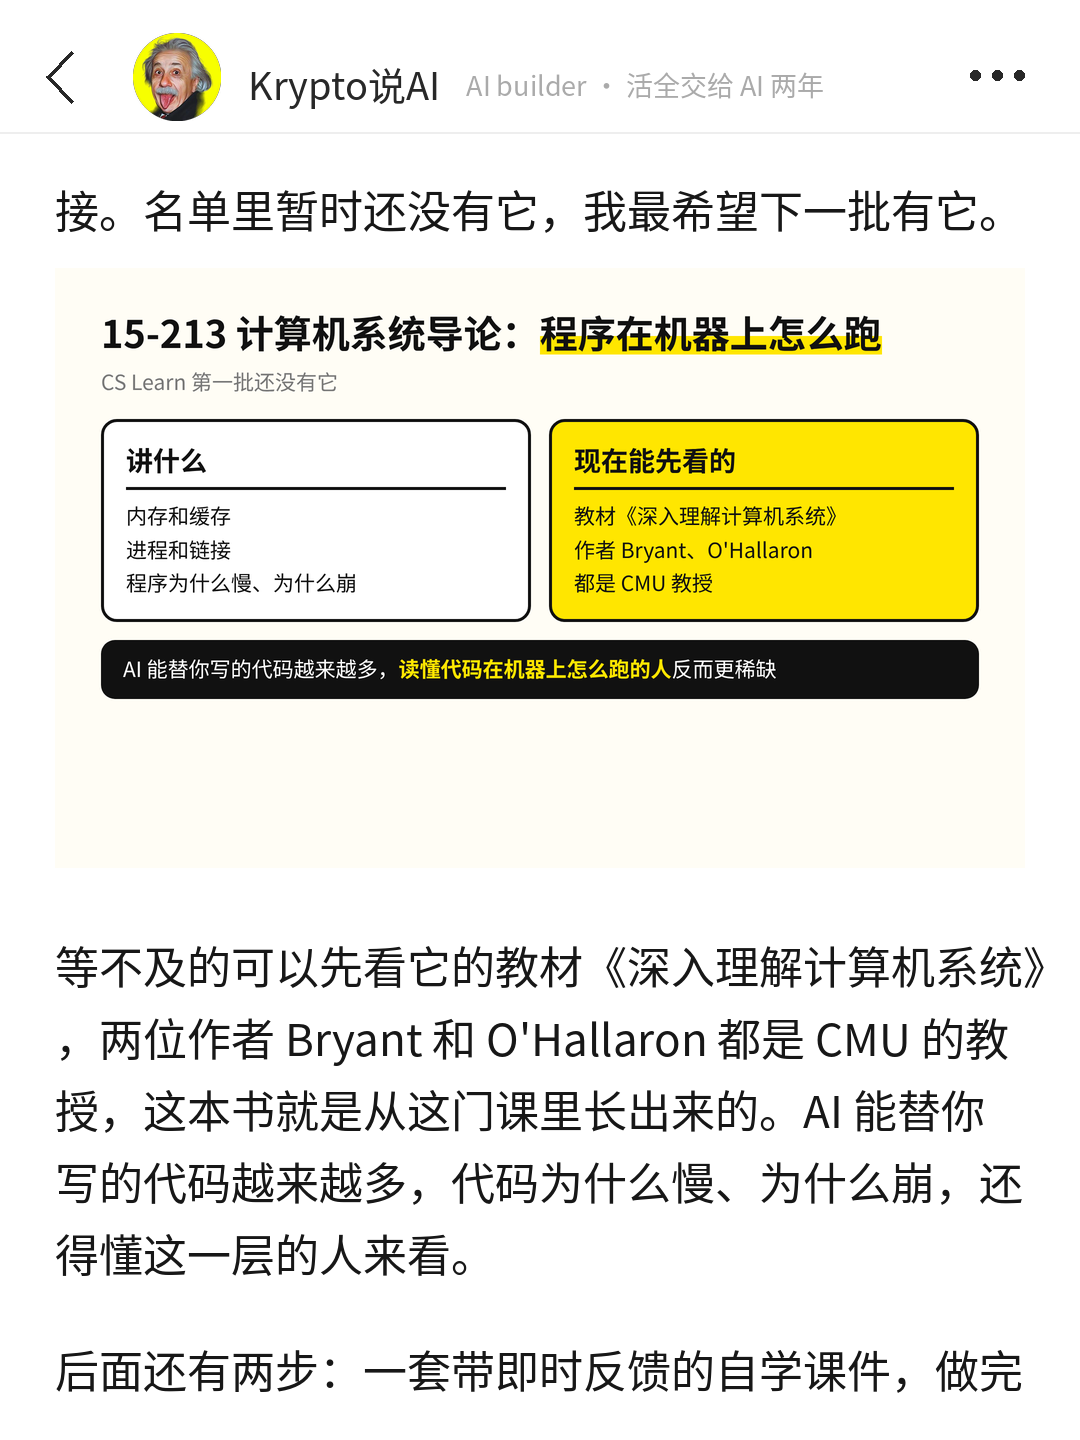 Krypto说AI AI builder · 活全交给 AI 两年
接。名单里暂时还没有它，我最希望下一批有它。
15-213 计算机系统导论：程序在机器上怎么跑
CS Learn 第一批还没有它
讲什么
内存和缓存
进程和链接
程序为什么慢、为什么崩
现在能先看的
教材《深入理解计算机系统》
作者 Bryant、O'Hallaron
都是 CMU 教授
AI 能替你写的代码越来越多，读懂代码在机器上怎么跑的人反而更稀缺
等不及的可以先看它的教材《深入理解计算机系统》
，两位作者 Bryant 和 O'Hallaron 都是 CMU 的教
授，这本书就是从这门课里长出来的。AI 能替你
写的代码越来越多，代码为什么慢、为什么崩，还
得懂这一层的人来看。
后面还有两步：一套带即时反馈的自学课件，做完